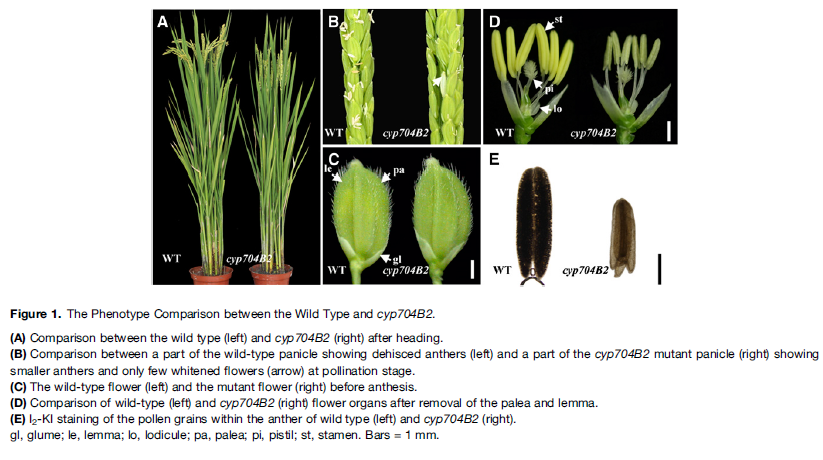 A
B
D
st
pi
lo
WT
cyp704B2
WT
cyp704B2
C
le
pa
gl
WT
cyp704B2
E
WT
cyp704B2
WT
cyp704B2
Figure 1. The Phenotype Comparison between the Wild Type and cyp704B2.
(A) Comparison between the wild type (left) and cyp704B2 (right) after heading.
(B) Comparison between a part of the wild-type panicle showing dehisced anthers (left) and a part of the cyp704B2 mutant panicle (right) showing
smaller anthers and only few whitened flowers (arrow) at pollination stage.
(C) The wild-type flower (left) and the mutant flower (right) before anthesis.
(D) Comparison of wild-type (left) and cyp704B2 (right) flower organs after removal of the palea and lemma.
(E) I2-KI staining of the pollen grains within the anther of wild type (left) and cyp704B2 (right).
gl, glume; le, lemma; lo, lodicule; pa, palea; pi, pistil; st, stamen. Bars = 1 mm.